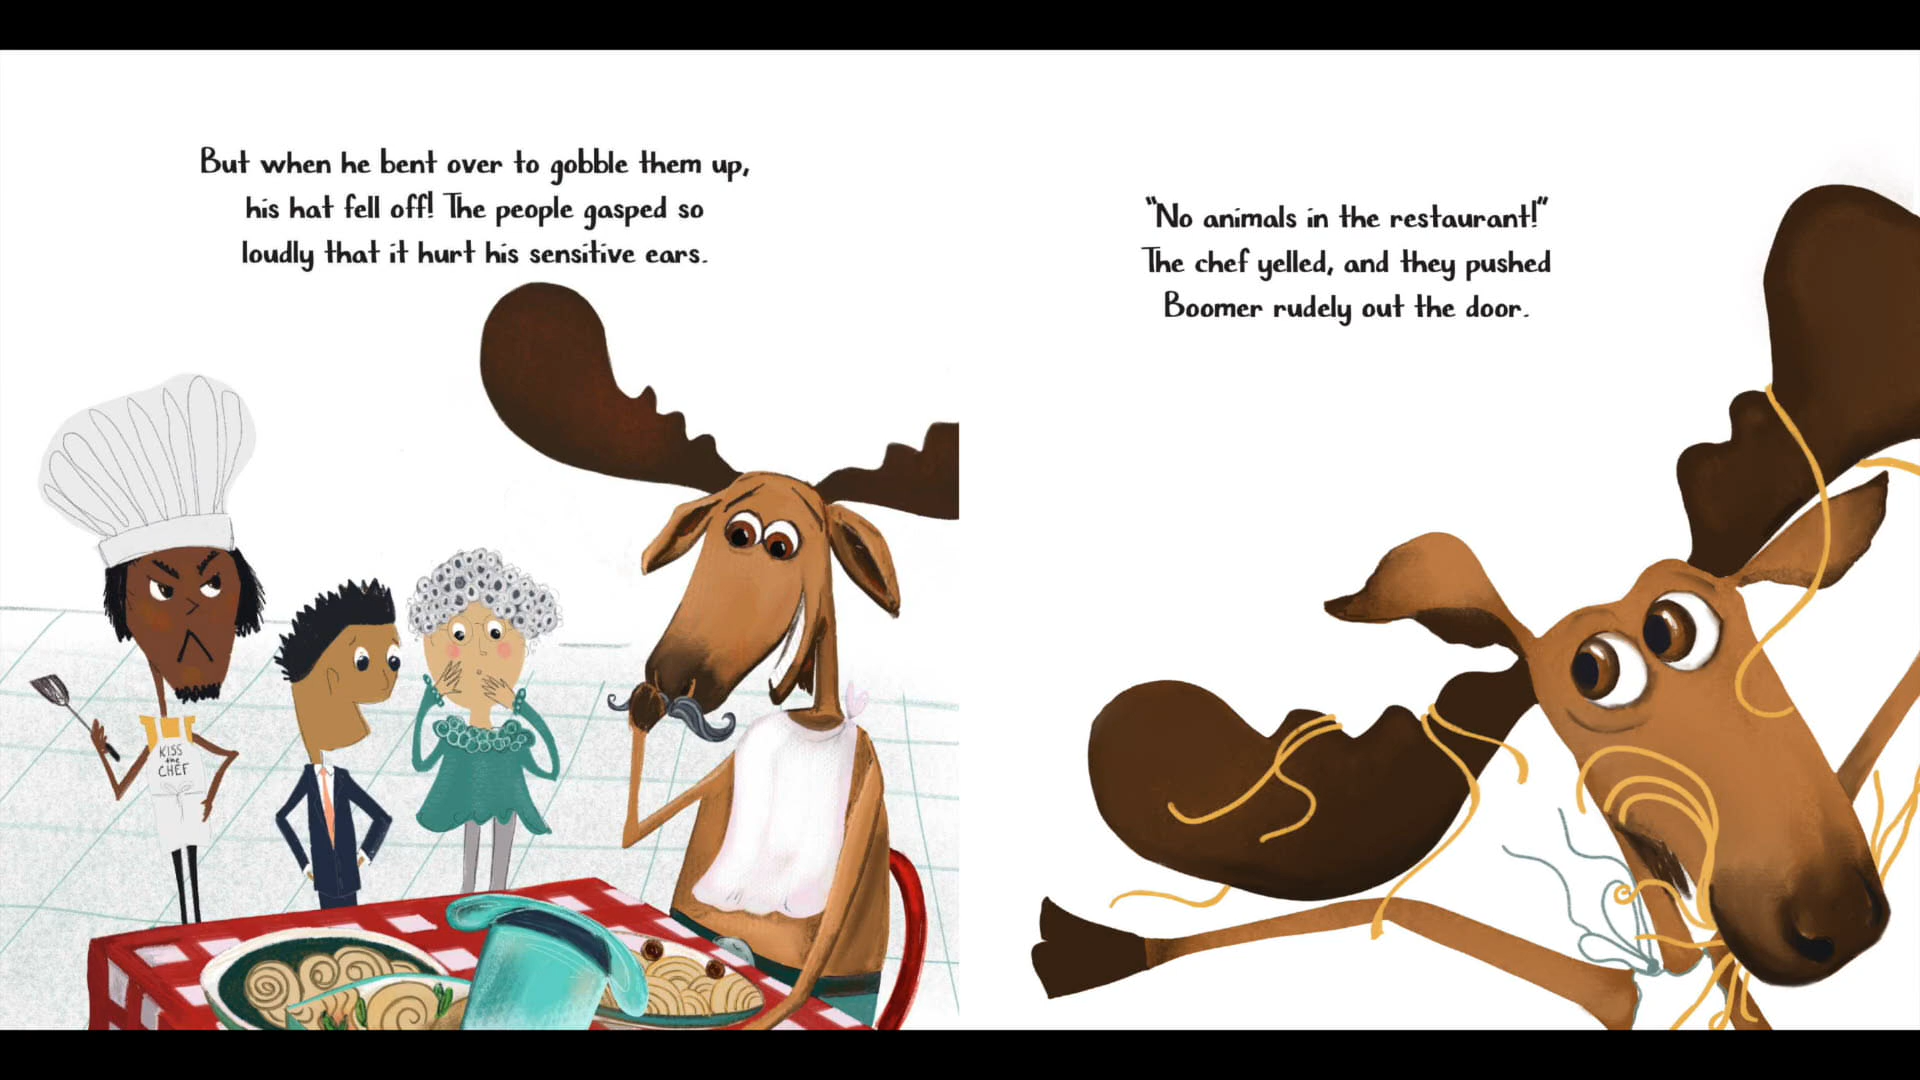 But when he bent over to gobble them up,
his hat fell off! The people gasped so
loudly that it hurt his sensitive ears.
KISS
the
CHEF
“No animals in the restaurant!”
The chef yelled, and they pushed
Boomer rudely out the door.